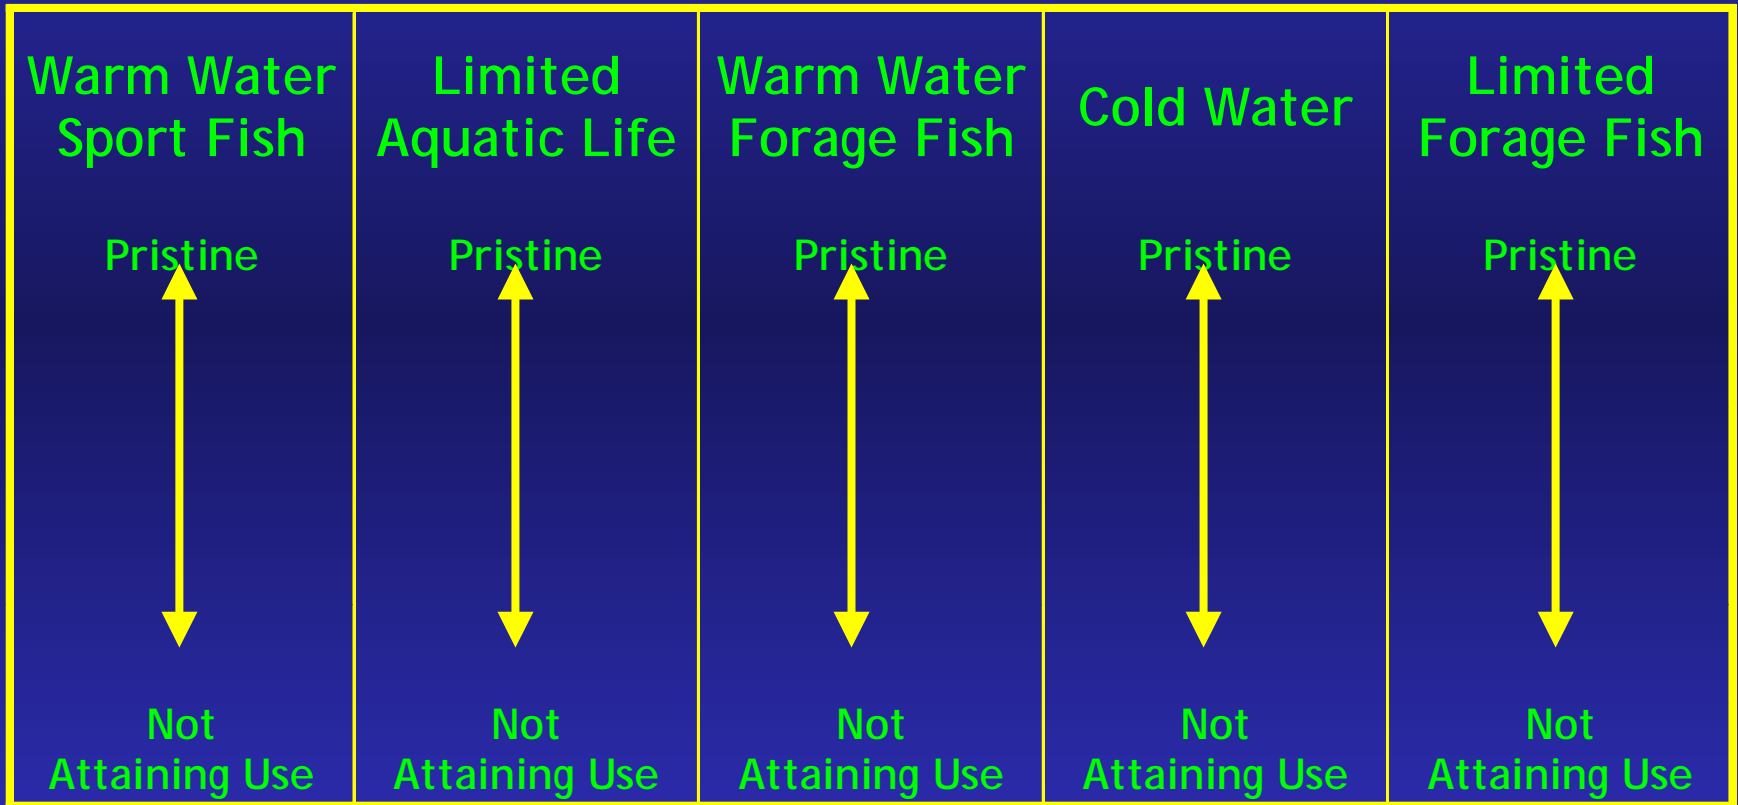 Warm Water
Sport Fish
Pristine
Not
Attaining Use
Limited
Aquatic Life
Pristine
Not
Attaining Use
Warm Water
Forage Fish
Pristine
Not
Attaining Use
Cold Water
Pristine
Not
Attaining Use
Limited
Forage Fish
Pristine
Not
Attaining Use